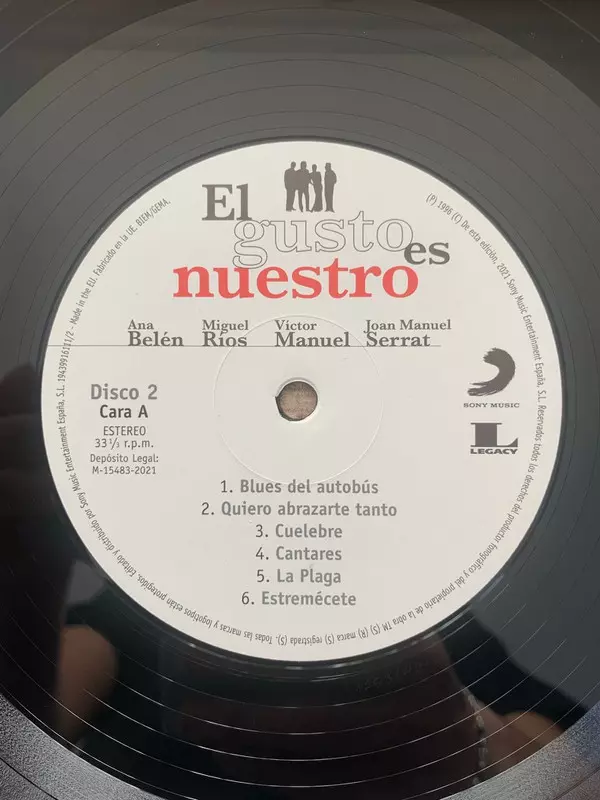 El
gusto es
nuestro
Ana Belén
Miguel Ríos
Víctor Manuel
Joan Manuel Serrat
Disco 2
Cara A
ESTEREO
33 1/3 r.p.m.
Depósito Legal:
M-15483-2021
SONY MUSIC
L
LEGACY
1. Blues del autobús
2. Quiero abrazarte tanto
3. Cuelebre
4. Cantares
5. La Plaga
6. Estremécete
(P) 1996 (C) De esta edición, 2021 Sony Music Entertainment España, S.L. Reservados todos los derechos del productor fonográfico y del propietario de la obra TM (S) (R) marca (S) registrada (S). Todas las marcas y logotipos están protegidos. Editado y distribuido por Sony Music Entertainment España, S.L. 19439916111/2 - Made in the EU. Fabricado en la UE. BIEM/GEMA.